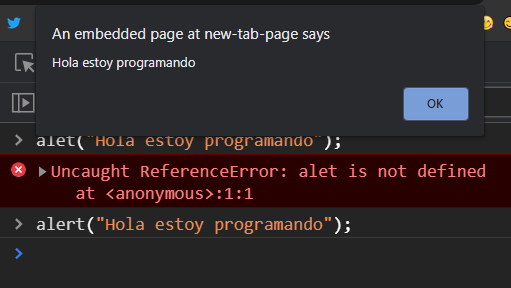 An embedded page at new-tab-page says
Hola estoy programando
OK
alet("Hola estoy programando");
Uncaught ReferenceError: alet is not defined
at <anonymous>:1:1
alert("Hola estoy programando");